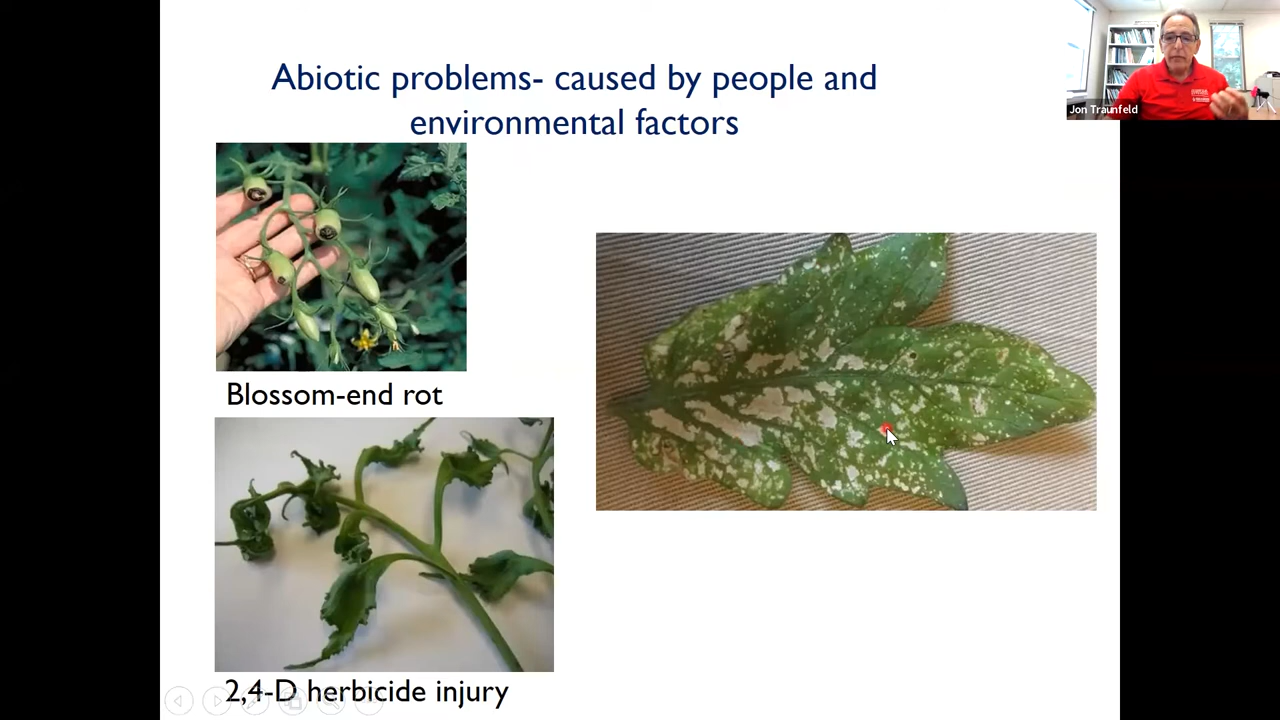 Abiotic problems- caused by people and
environmental factors
Jon Traunfeld
Blossom-end rot
2,4-D herbicide injury